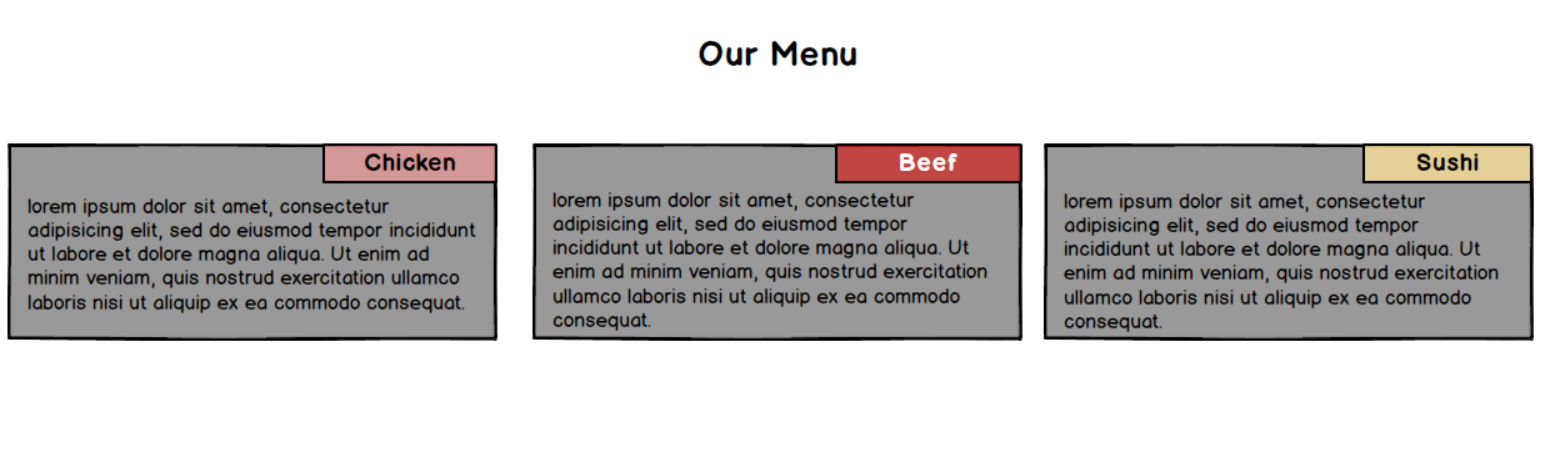 Our Menu
Chicken
lorem ipsum dolor sit amet, consectetur
adipisicing elit, sed do eiusmod tempor incididunt
ut labore et dolore magna aliqua. Ut enim ad
minim veniam, quis nostrud exercitation ullamco
laboris nisi ut aliquip ex ea commodo consequat.
Beef
lorem ipsum dolor sit amet, consectetur
adipisicing elit, sed do eiusmod tempor
incididunt ut labore et dolore magna aliqua. Ut
enim ad minim veniam, quis nostrud exercitation
ullamco laboris nisi ut aliquip ex ea commodo
consequat.
Sushi
lorem ipsum dolor sit amet, consectetur
adipisicing elit, sed do eiusmod tempor
incididunt ut labore et dolore magna aliqua. Ut
enim ad minim veniam, quis nostrud exercitation
ullamco laboris nisi ut aliquip ex ea commodo
consequat.